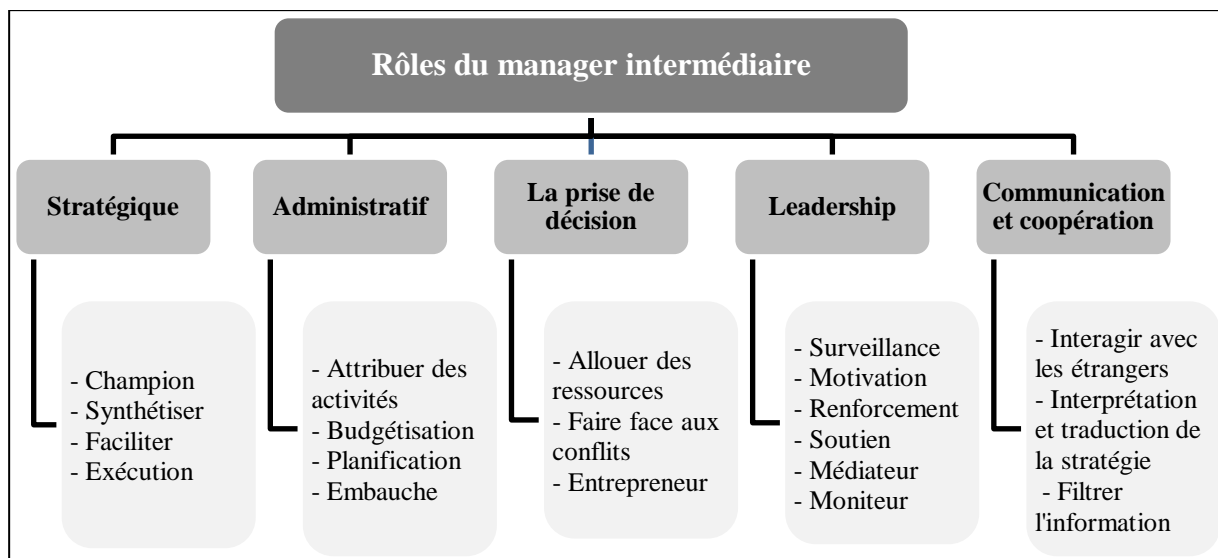 Rôles du manager intermédiaire
Stratégique
Administratif
La prise de
décision
Leadership
Communication
et coopération
- Champion
- Synthétiser
- Faciliter
- Exécution
- Attribuer des
activités
- Budgétisation
- Planification
- Embauche
- Allouer des
ressources
- Faire face aux
conflits
- Entrepreneur
- Surveillance
- Motivation
- Renforcement
- Soutien
- Médiateur
- Moniteur
- Interagir avec
les étrangers
- Interprétation
et traduction de
la stratégie
- Filtrer
l'information